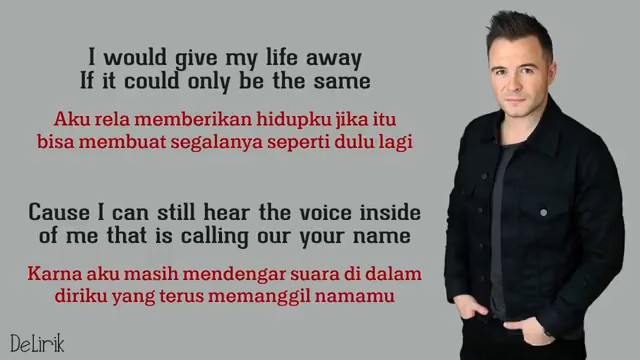 I would give my life away
If it could only be the same
Aku rela memberikan hidupku jika itu
bisa membuat segalanya seperti dulu lagi
Cause I can still hear the voice inside
of me that is calling our your name
Karna aku masih mendengar suara di dalam
diriku yang terus memanggil namamu
DeLirik